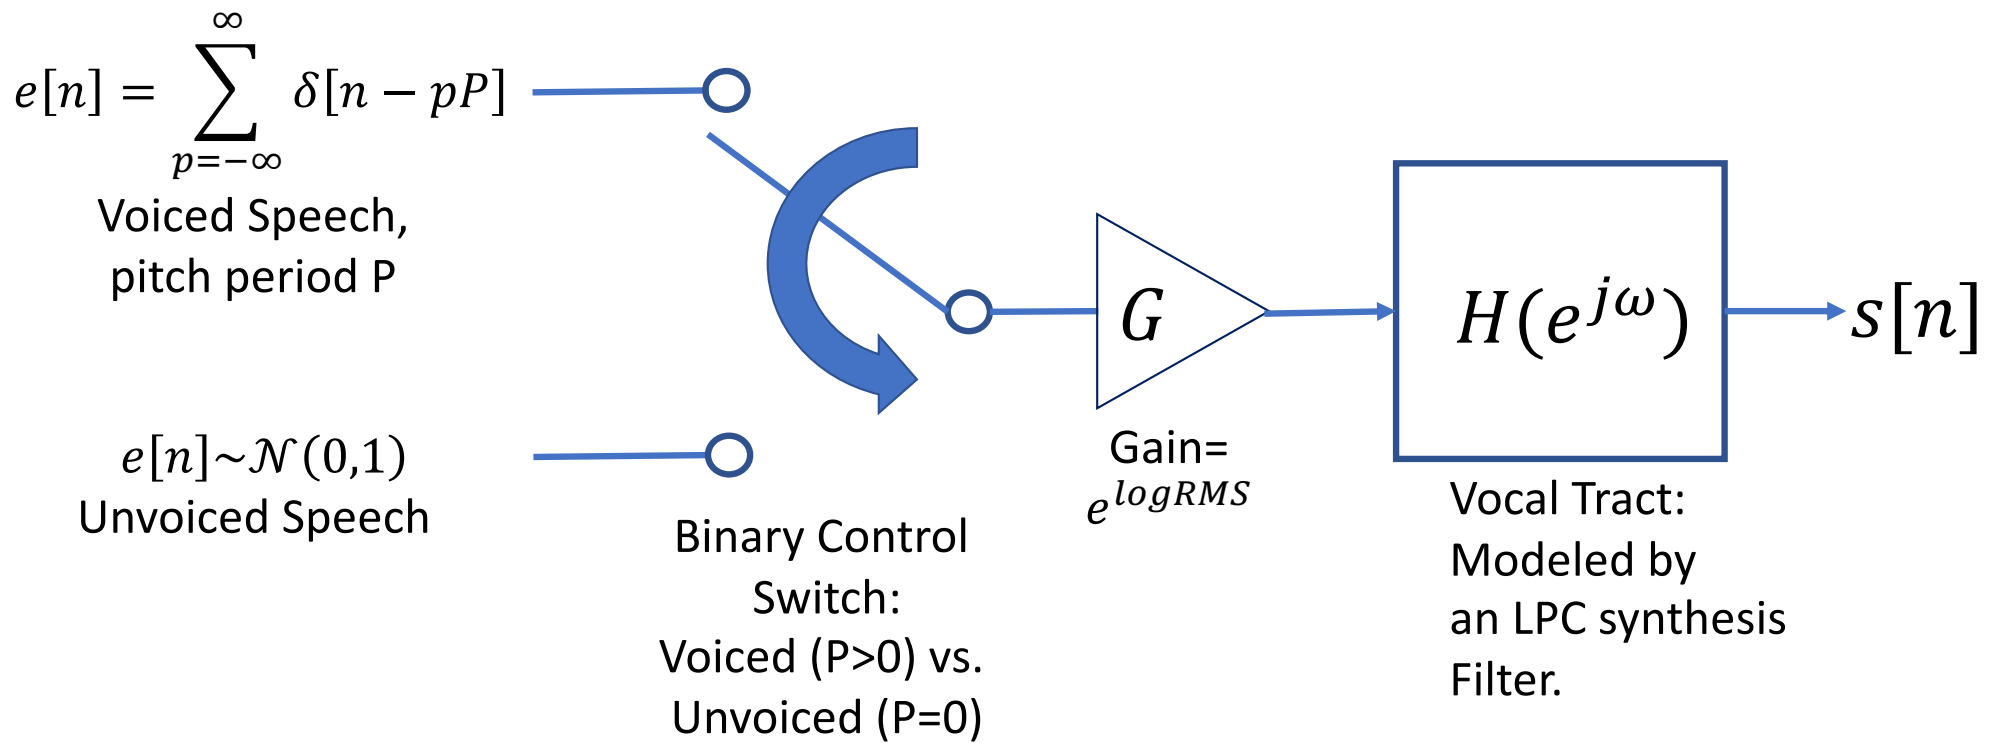 ∞
e[n] = ∑ δ[n − pP]
p=−∞
Voiced Speech,
pitch period P
e[n]~𝒩(0,1)
Unvoiced Speech
Binary Control
Switch:
Voiced (P>0) vs.
Unvoiced (P=0)
G
Gain=
e^logRMS
H(e^jω)
Vocal Tract:
Modeled by
an LPC synthesis
Filter.
s[n]